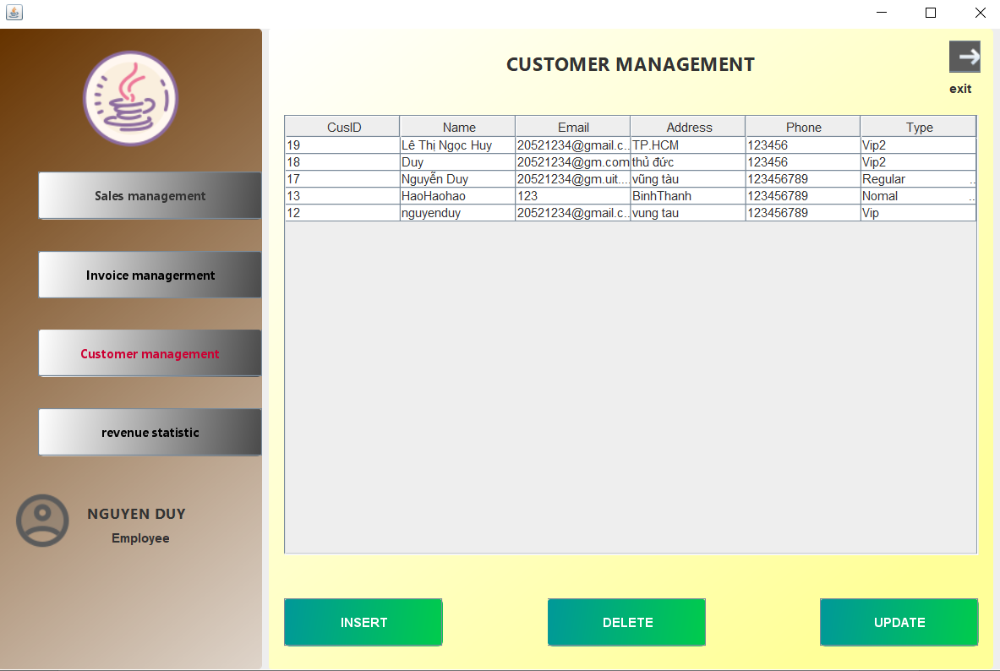 CUSTOMER MANAGEMENT
exit
Sales management
Invoice managerment
Customer management
revenue statistic
NGUYEN DUY
Employee
CusID Name Email Address Phone Type
19 Lê Thị Ngọc Huy 20521234@gmail.c... TP.HCM 123456 Vip2
18 Duy 20521234@gm.com thủ đức 123456 Vip2
17 Nguyễn Duy 20521234@gm.uit.... vũng tàu 123456789 Regular ...
13 HaoHaohao 123 BinhThanh 123456789 Nomal ...
12 nguyenduy 20521234@gmail.c... vung tau 123456789 Vip
INSERT DELETE UPDATE